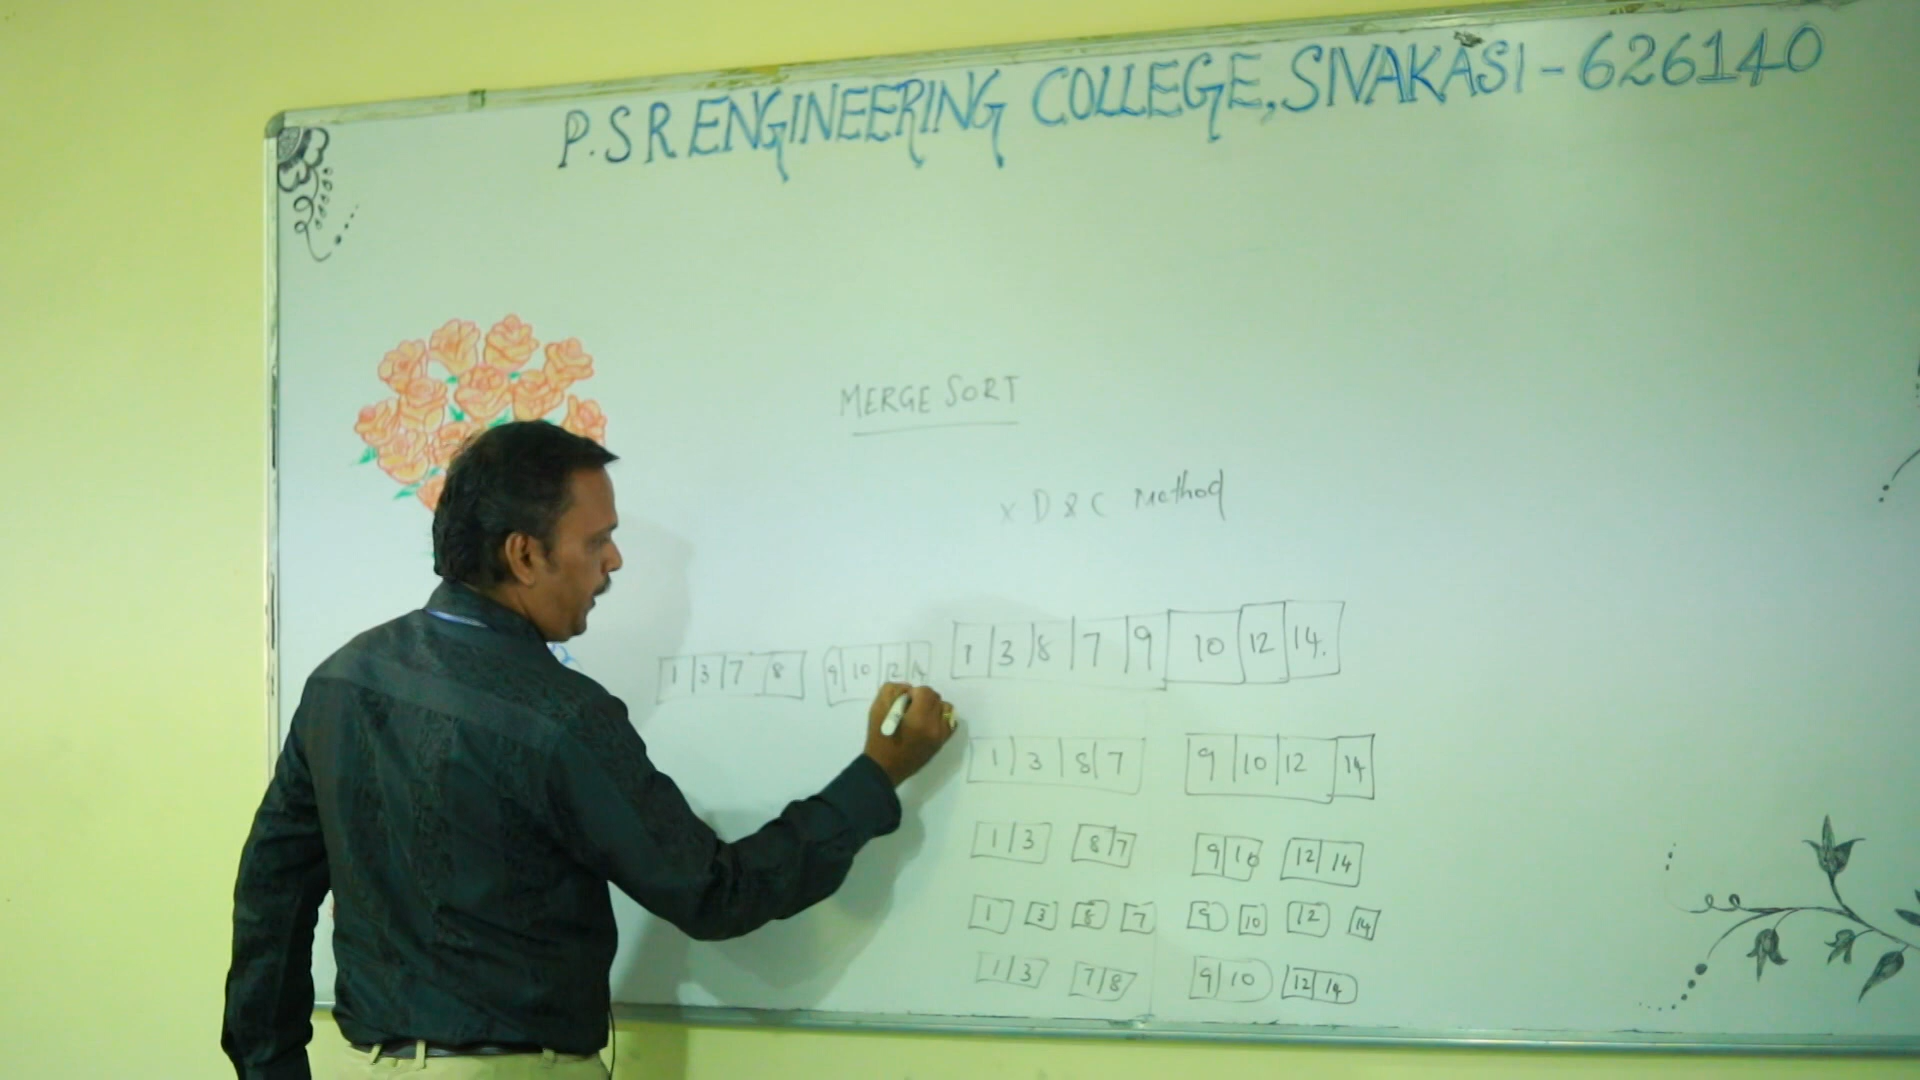 P.S R ENGINEERING COLLEGE, SIVAKASI - 626140
MERGE SORT
x D & C Method
1 3 8 7 9 10 12 14.
1 3 7 8 9 10 12
1 3 8 7 9 10 12 14
1 3 8 7 9 10 12 14
1 3 8 7 9 10 12 14
1 3 7 8 9 10 12 14